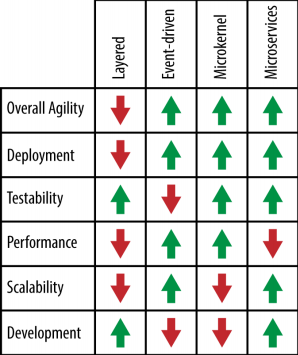 Layered
Event-driven
Microkernel
Microservices
Overall Agility
Deployment
Testability
Performance
Scalability
Development